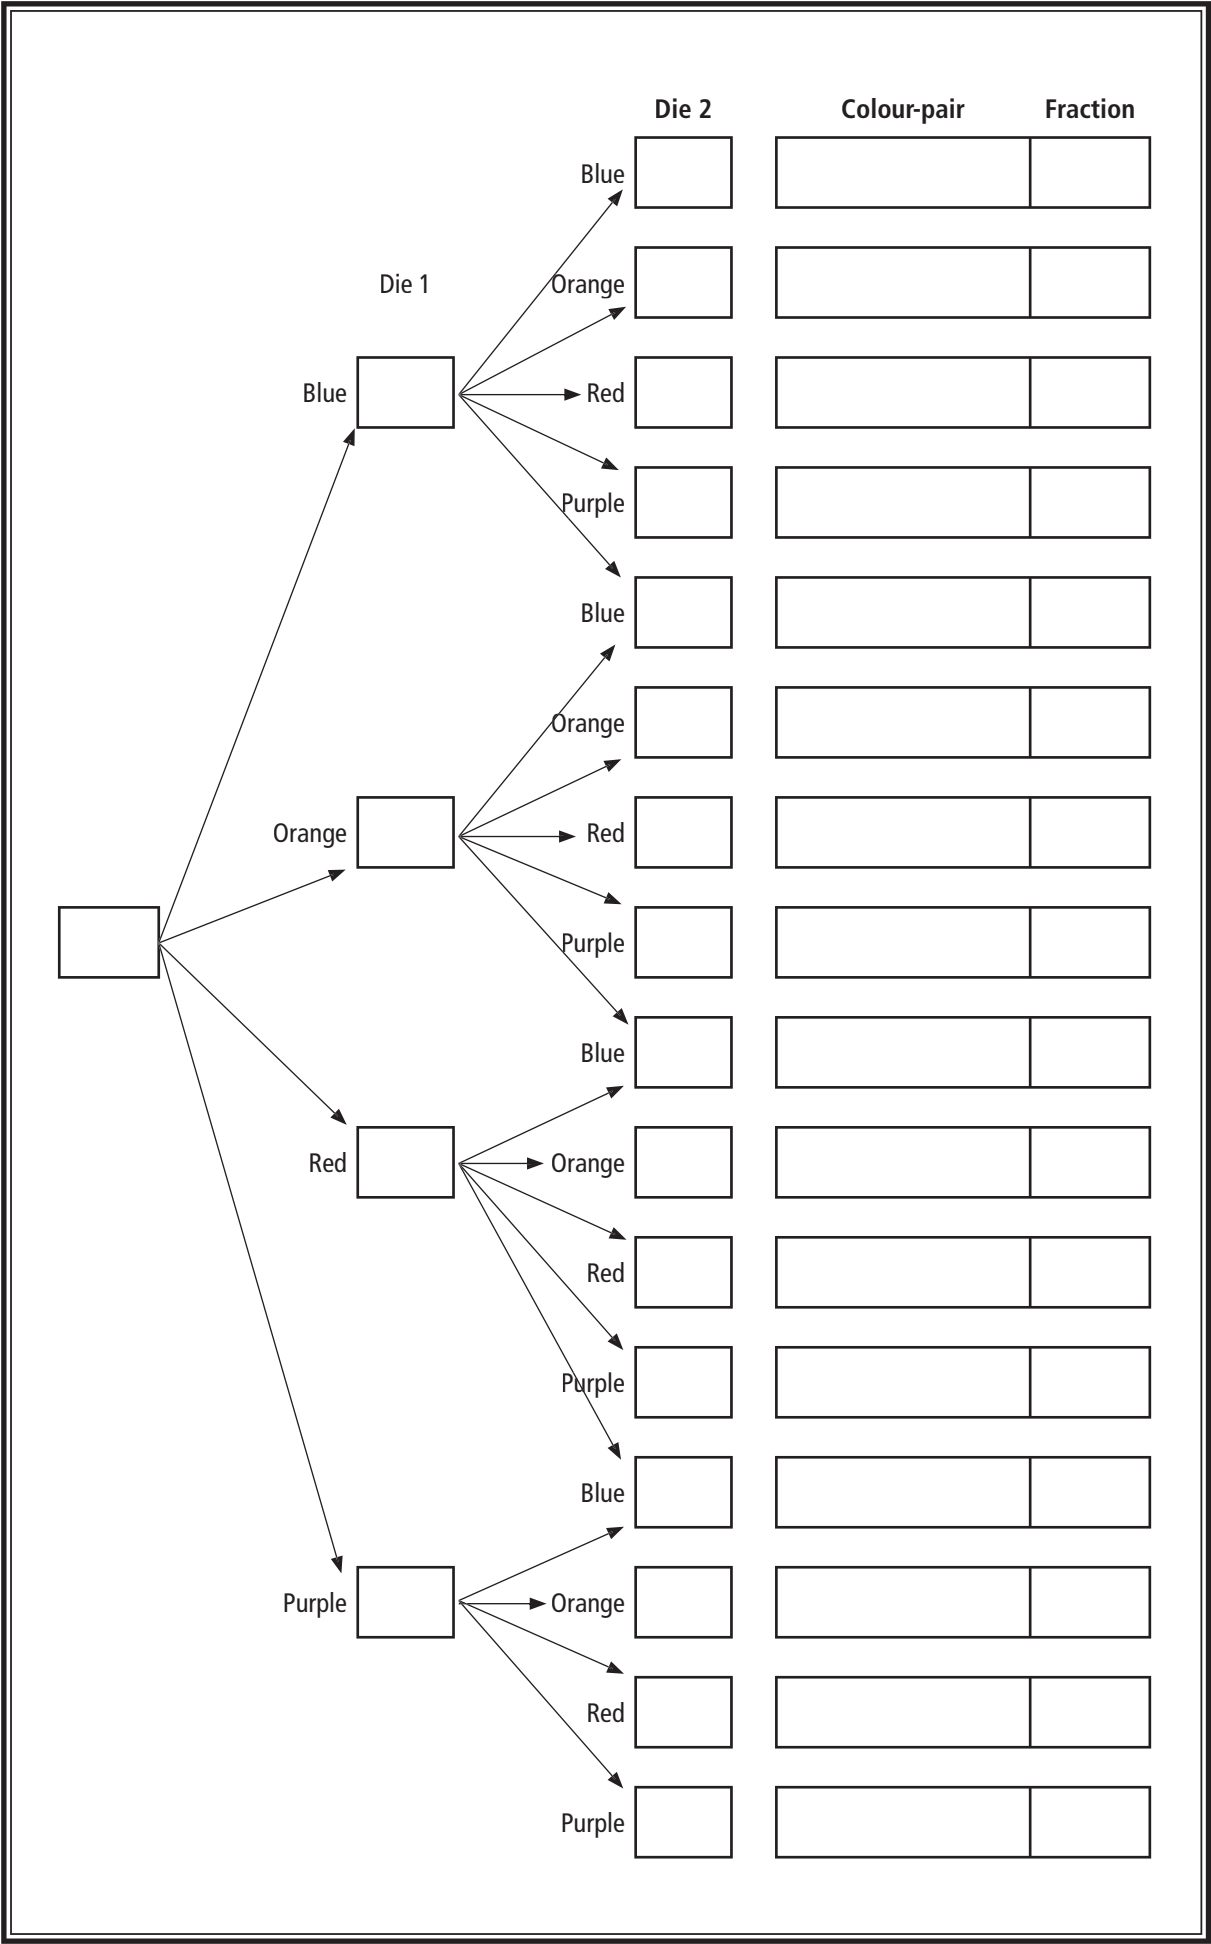 Die 2 Colour-pair Fraction
Blue
Die 1 Orange
Blue Red
Purple
Blue
Orange
Orange Red
Purple
Blue
Red Orange
Red
Purple
Blue
Purple Orange
Red
Purple